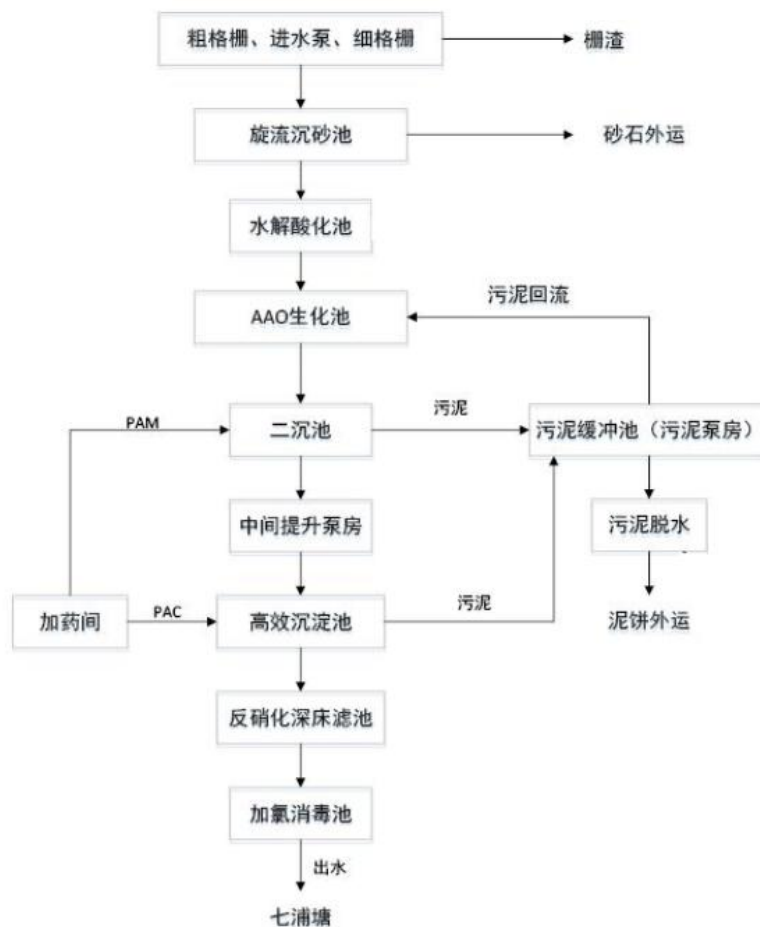 粗格栅、进水泵、细格栅
栅渣
旋流沉砂池
砂石外运
水解酸化池
污泥回流
AAO生化池
PAM
污泥
二沉池
污泥缓冲池（污泥泵房）
中间提升泵房
污泥脱水
加药间
PAC
高效沉淀池
污泥
泥饼外运
反硝化深床滤池
加氯消毒池
出水
七浦塘